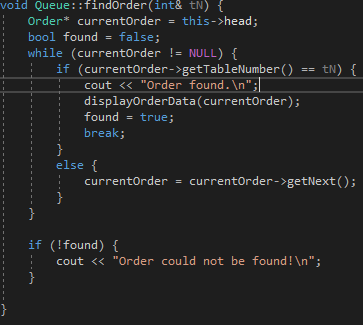 void Queue::findOrder(int& tN) {
    Order* currentOrder = this->head;
    bool found = false;
    while (currentOrder != NULL) {
        if (currentOrder->getTableNumber() == tN) {
            cout << "Order found.\n";
            displayOrderData(currentOrder);
            found = true;
            break;
        }
        else {
            currentOrder = currentOrder->getNext();
        }
    }
    if (!found) {
        cout << "Order could not be found!\n";
    }
}